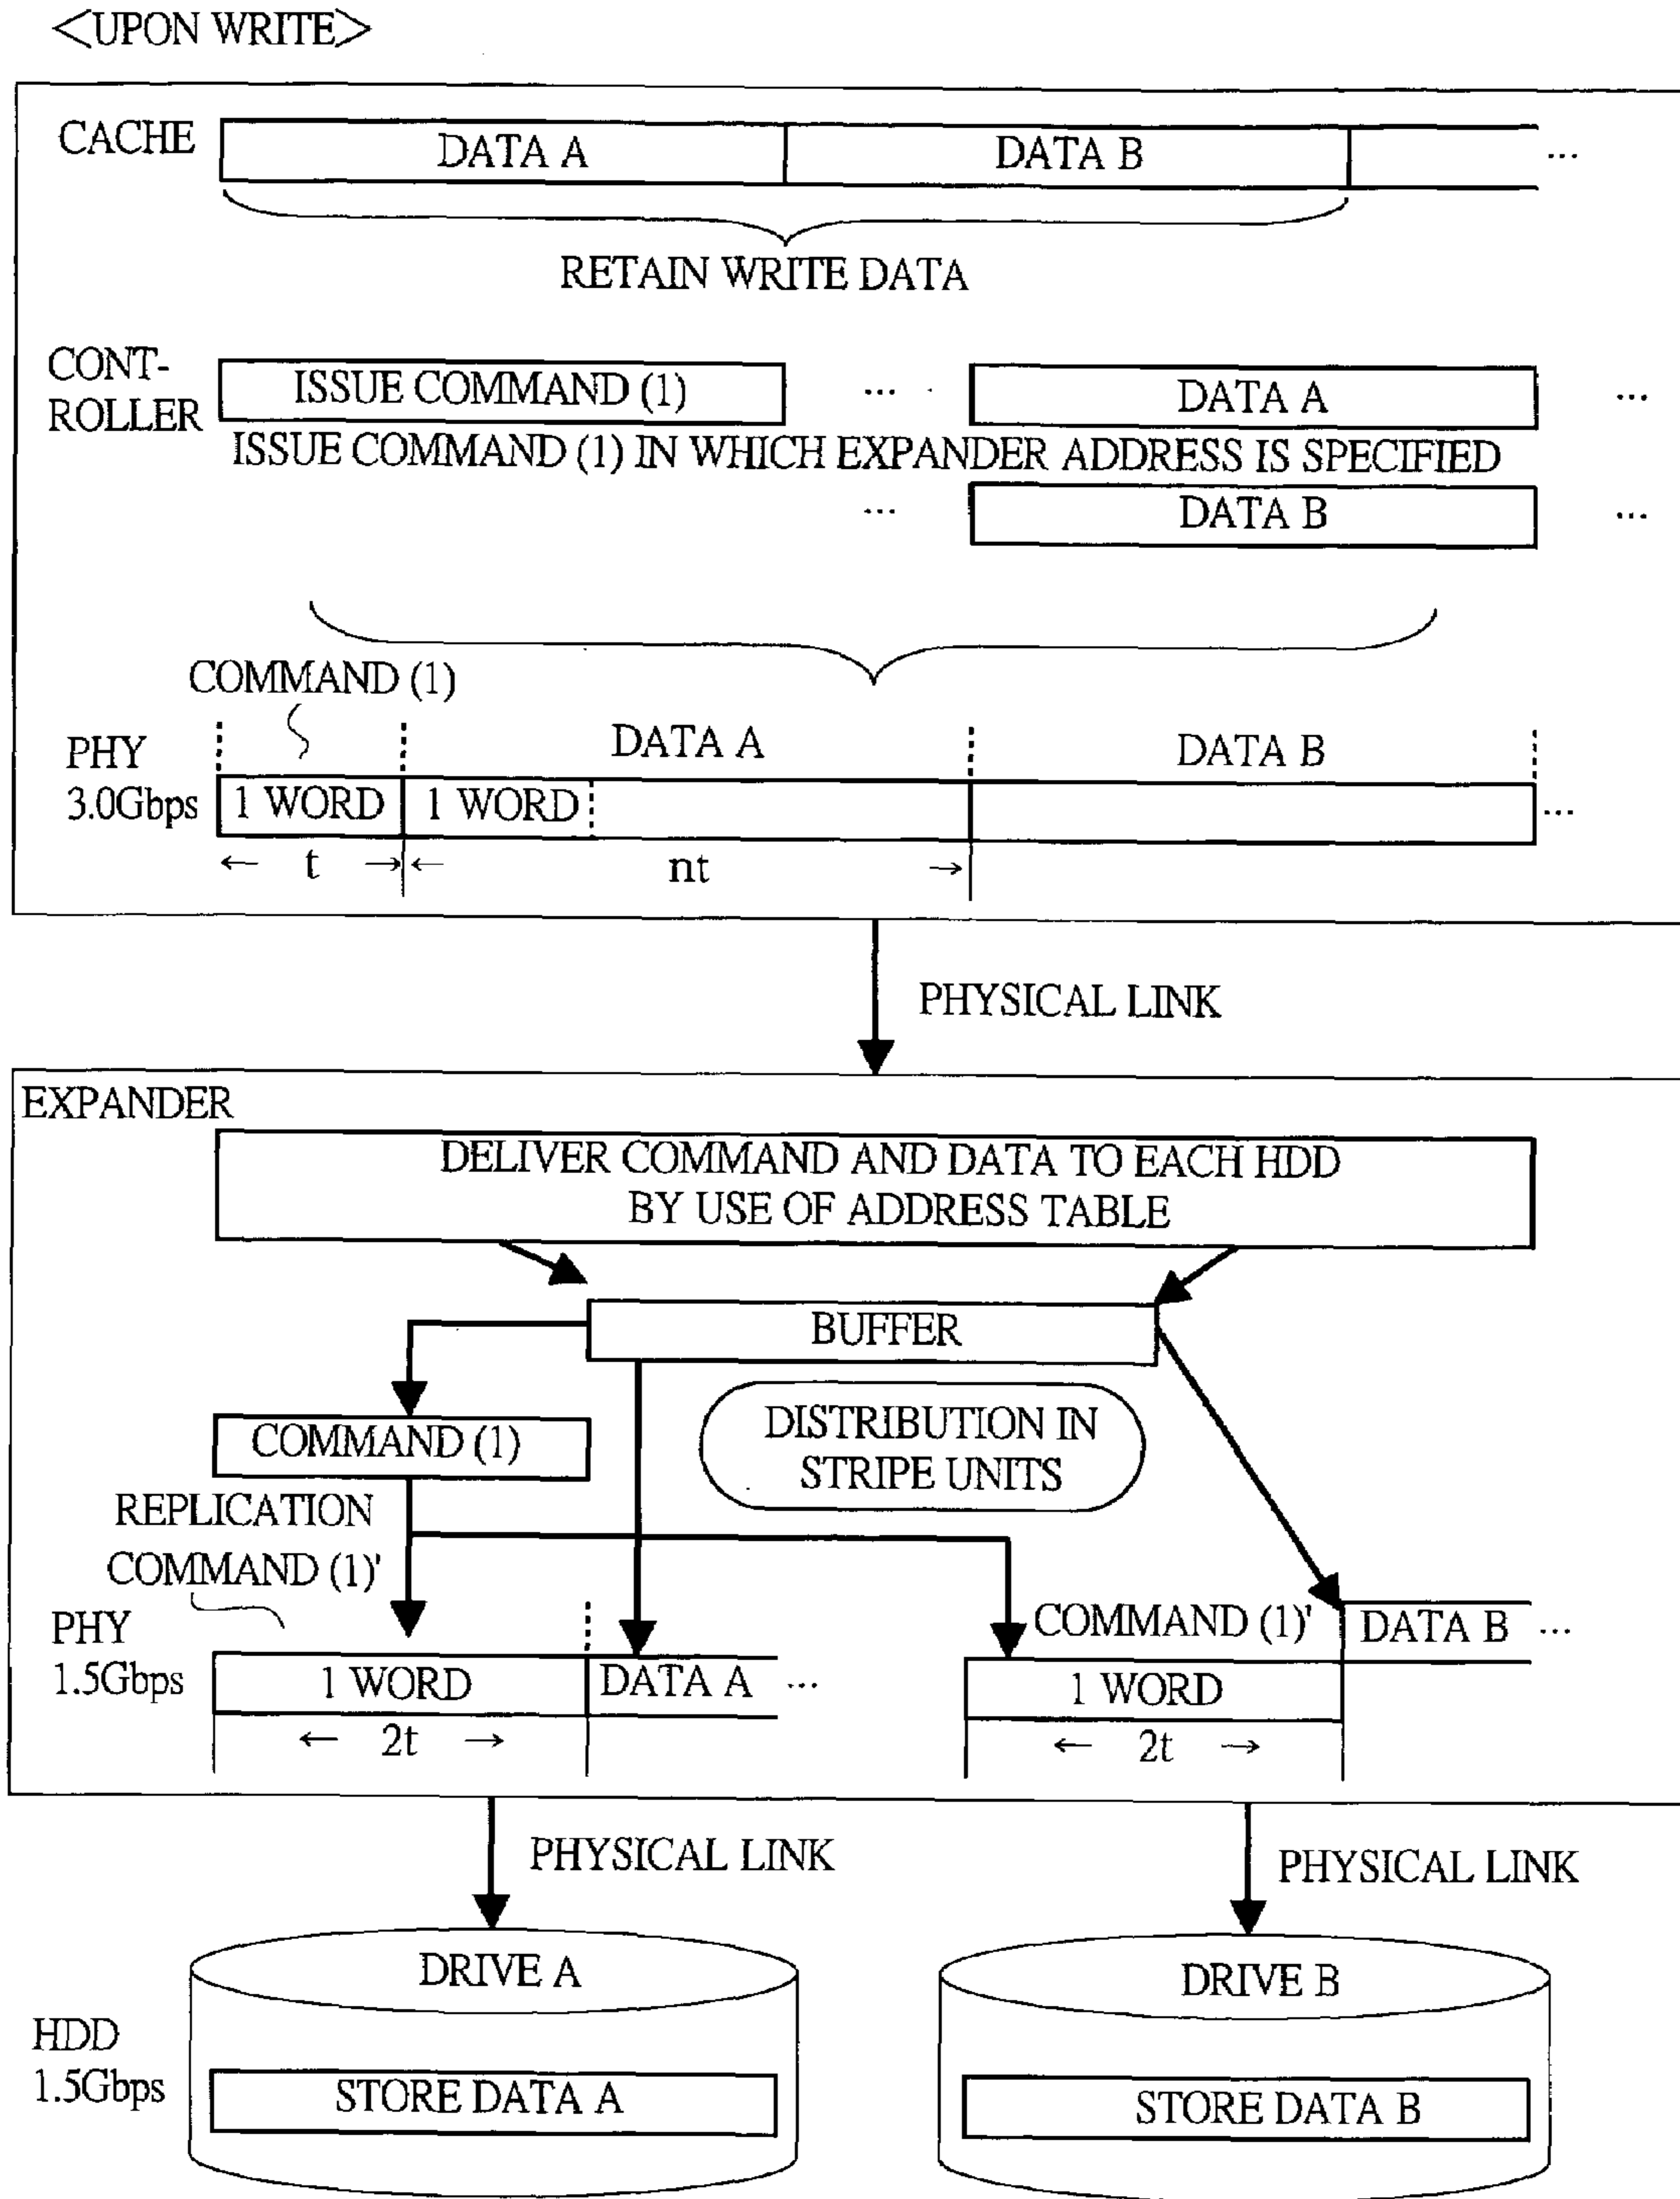 <UPON WRITE>
CACHE
DATA A
DATA B
...
RETAIN WRITE DATA
CONT-
ROLLER
ISSUE COMMAND (1)
...
DATA A
...
ISSUE COMMAND (1) IN WHICH EXPANDER ADDRESS IS SPECIFIED
...
DATA B
...
COMMAND (1)
PHY
3.0Gbps
DATA A
DATA B
1 WORD
1 WORD
...
← t →
← nt →
PHYSICAL LINK
EXPANDER
DELIVER COMMAND AND DATA TO EACH HDD
BY USE OF ADDRESS TABLE
BUFFER
COMMAND (1)
DISTRIBUTION IN
STRIPE UNITS
REPLICATION
COMMAND (1)'
PHY
1.5Gbps
COMMAND (1)'
DATA B
...
1 WORD
DATA A
...
1 WORD
← 2t →
← 2t →
PHYSICAL LINK
PHYSICAL LINK
DRIVE A
DRIVE B
HDD
1.5Gbps
STORE DATA A
STORE DATA B